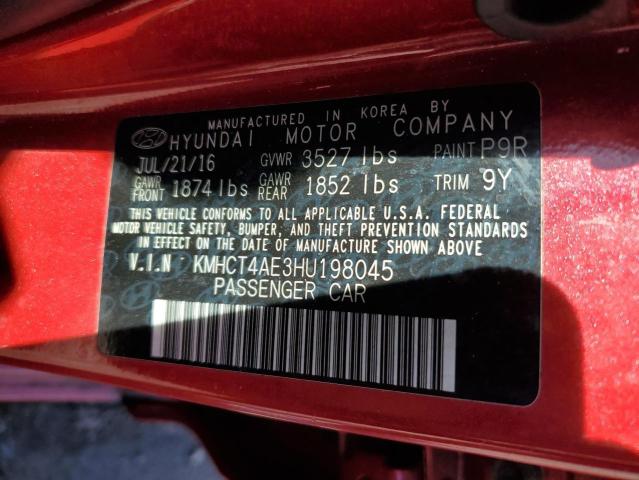 MANUFACTURED IN KOREA BY
HYUNDAI MOTOR COMPANY
JUL/21/16 GVWR 3527 lbs PAINT P9R
GAWR FRONT 1874 lbs GAWR REAR 1852 lbs TRIM 9Y
THIS VEHICLE CONFORMS TO ALL APPLICABLE U.S.A. FEDERAL
MOTOR VEHICLE SAFETY, BUMPER, AND THEFT PREVENTION STANDARDS
IN EFFECT ON THE DATE OF MANUFACTURE SHOWN ABOVE.
V.I.N : KMHCT4AE3HU198045
PASSENGER CAR